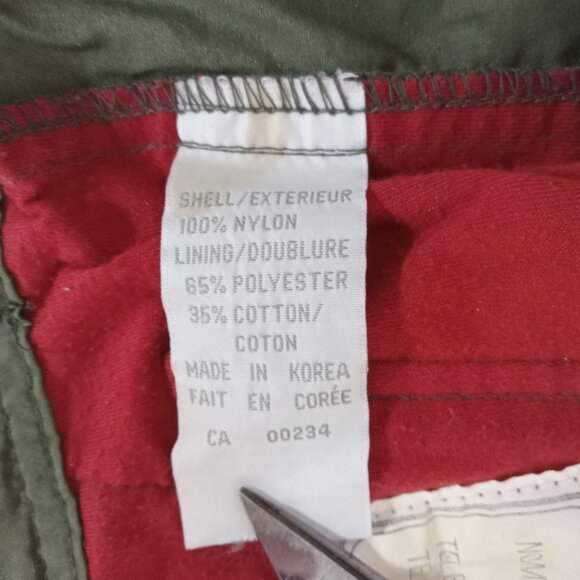 SHELL/EXTERIEUR
100% NYLON
LINING/DOUBLURE
65% POLYESTER
35% COTTON/
COTON
MADE IN KOREA
FAIT EN CORÉE
CA 00234